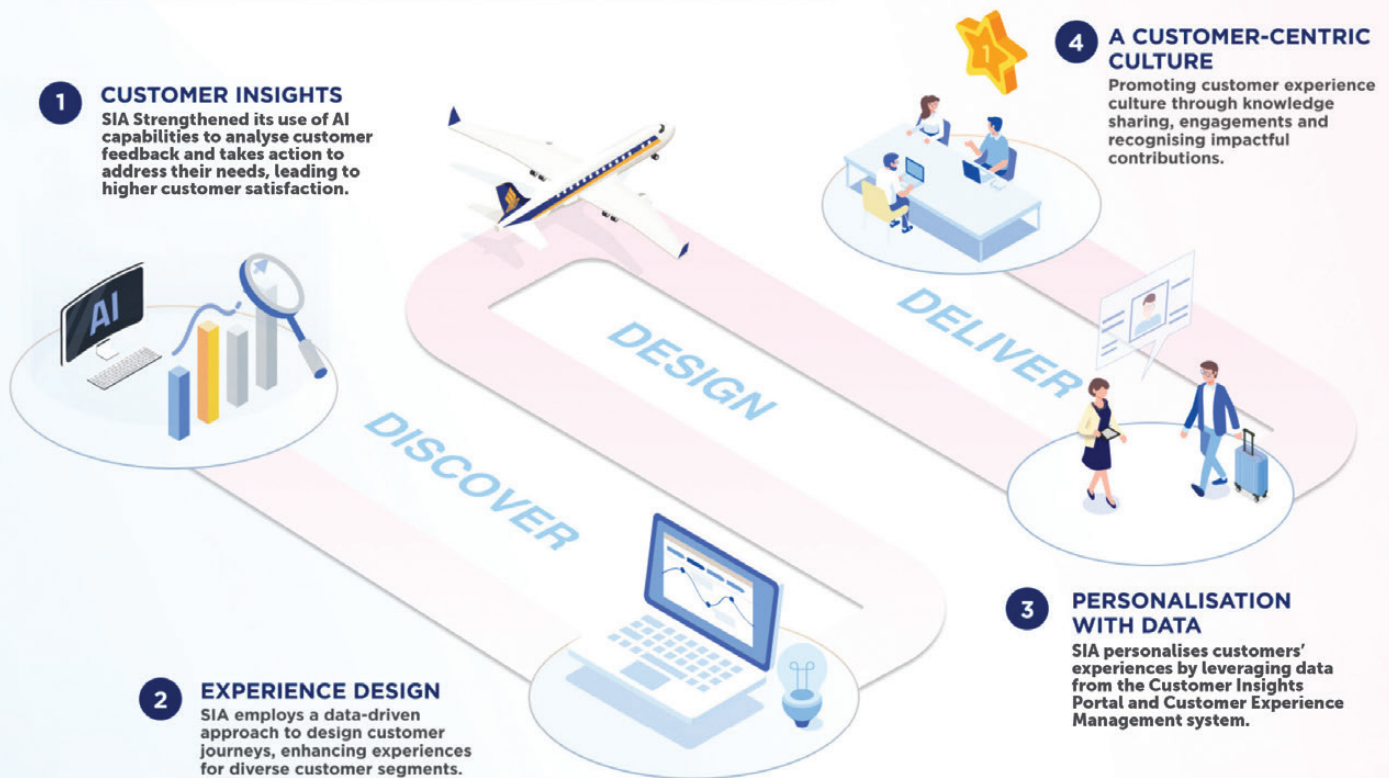 1
CUSTOMER INSIGHTS
SIA Strengthened its use of AI
capabilities to analyse customer
feedback and takes action to
address their needs, leading to
higher customer satisfaction.
AI
DISCOVER
2
EXPERIENCE DESIGN
SIA employs a data-driven
approach to design customer
journeys, enhancing experiences
for diverse customer segments.
DESIGN
3
PERSONALISATION
WITH DATA
SIA personalises customers’
experiences by leveraging data
from the Customer Insights
Portal and Customer Experience
Management system.
DELIVER
1
4
A CUSTOMER-CENTRIC
CULTURE
Promoting customer experience
culture through knowledge
sharing, engagements and
recognising impactful
contributions.